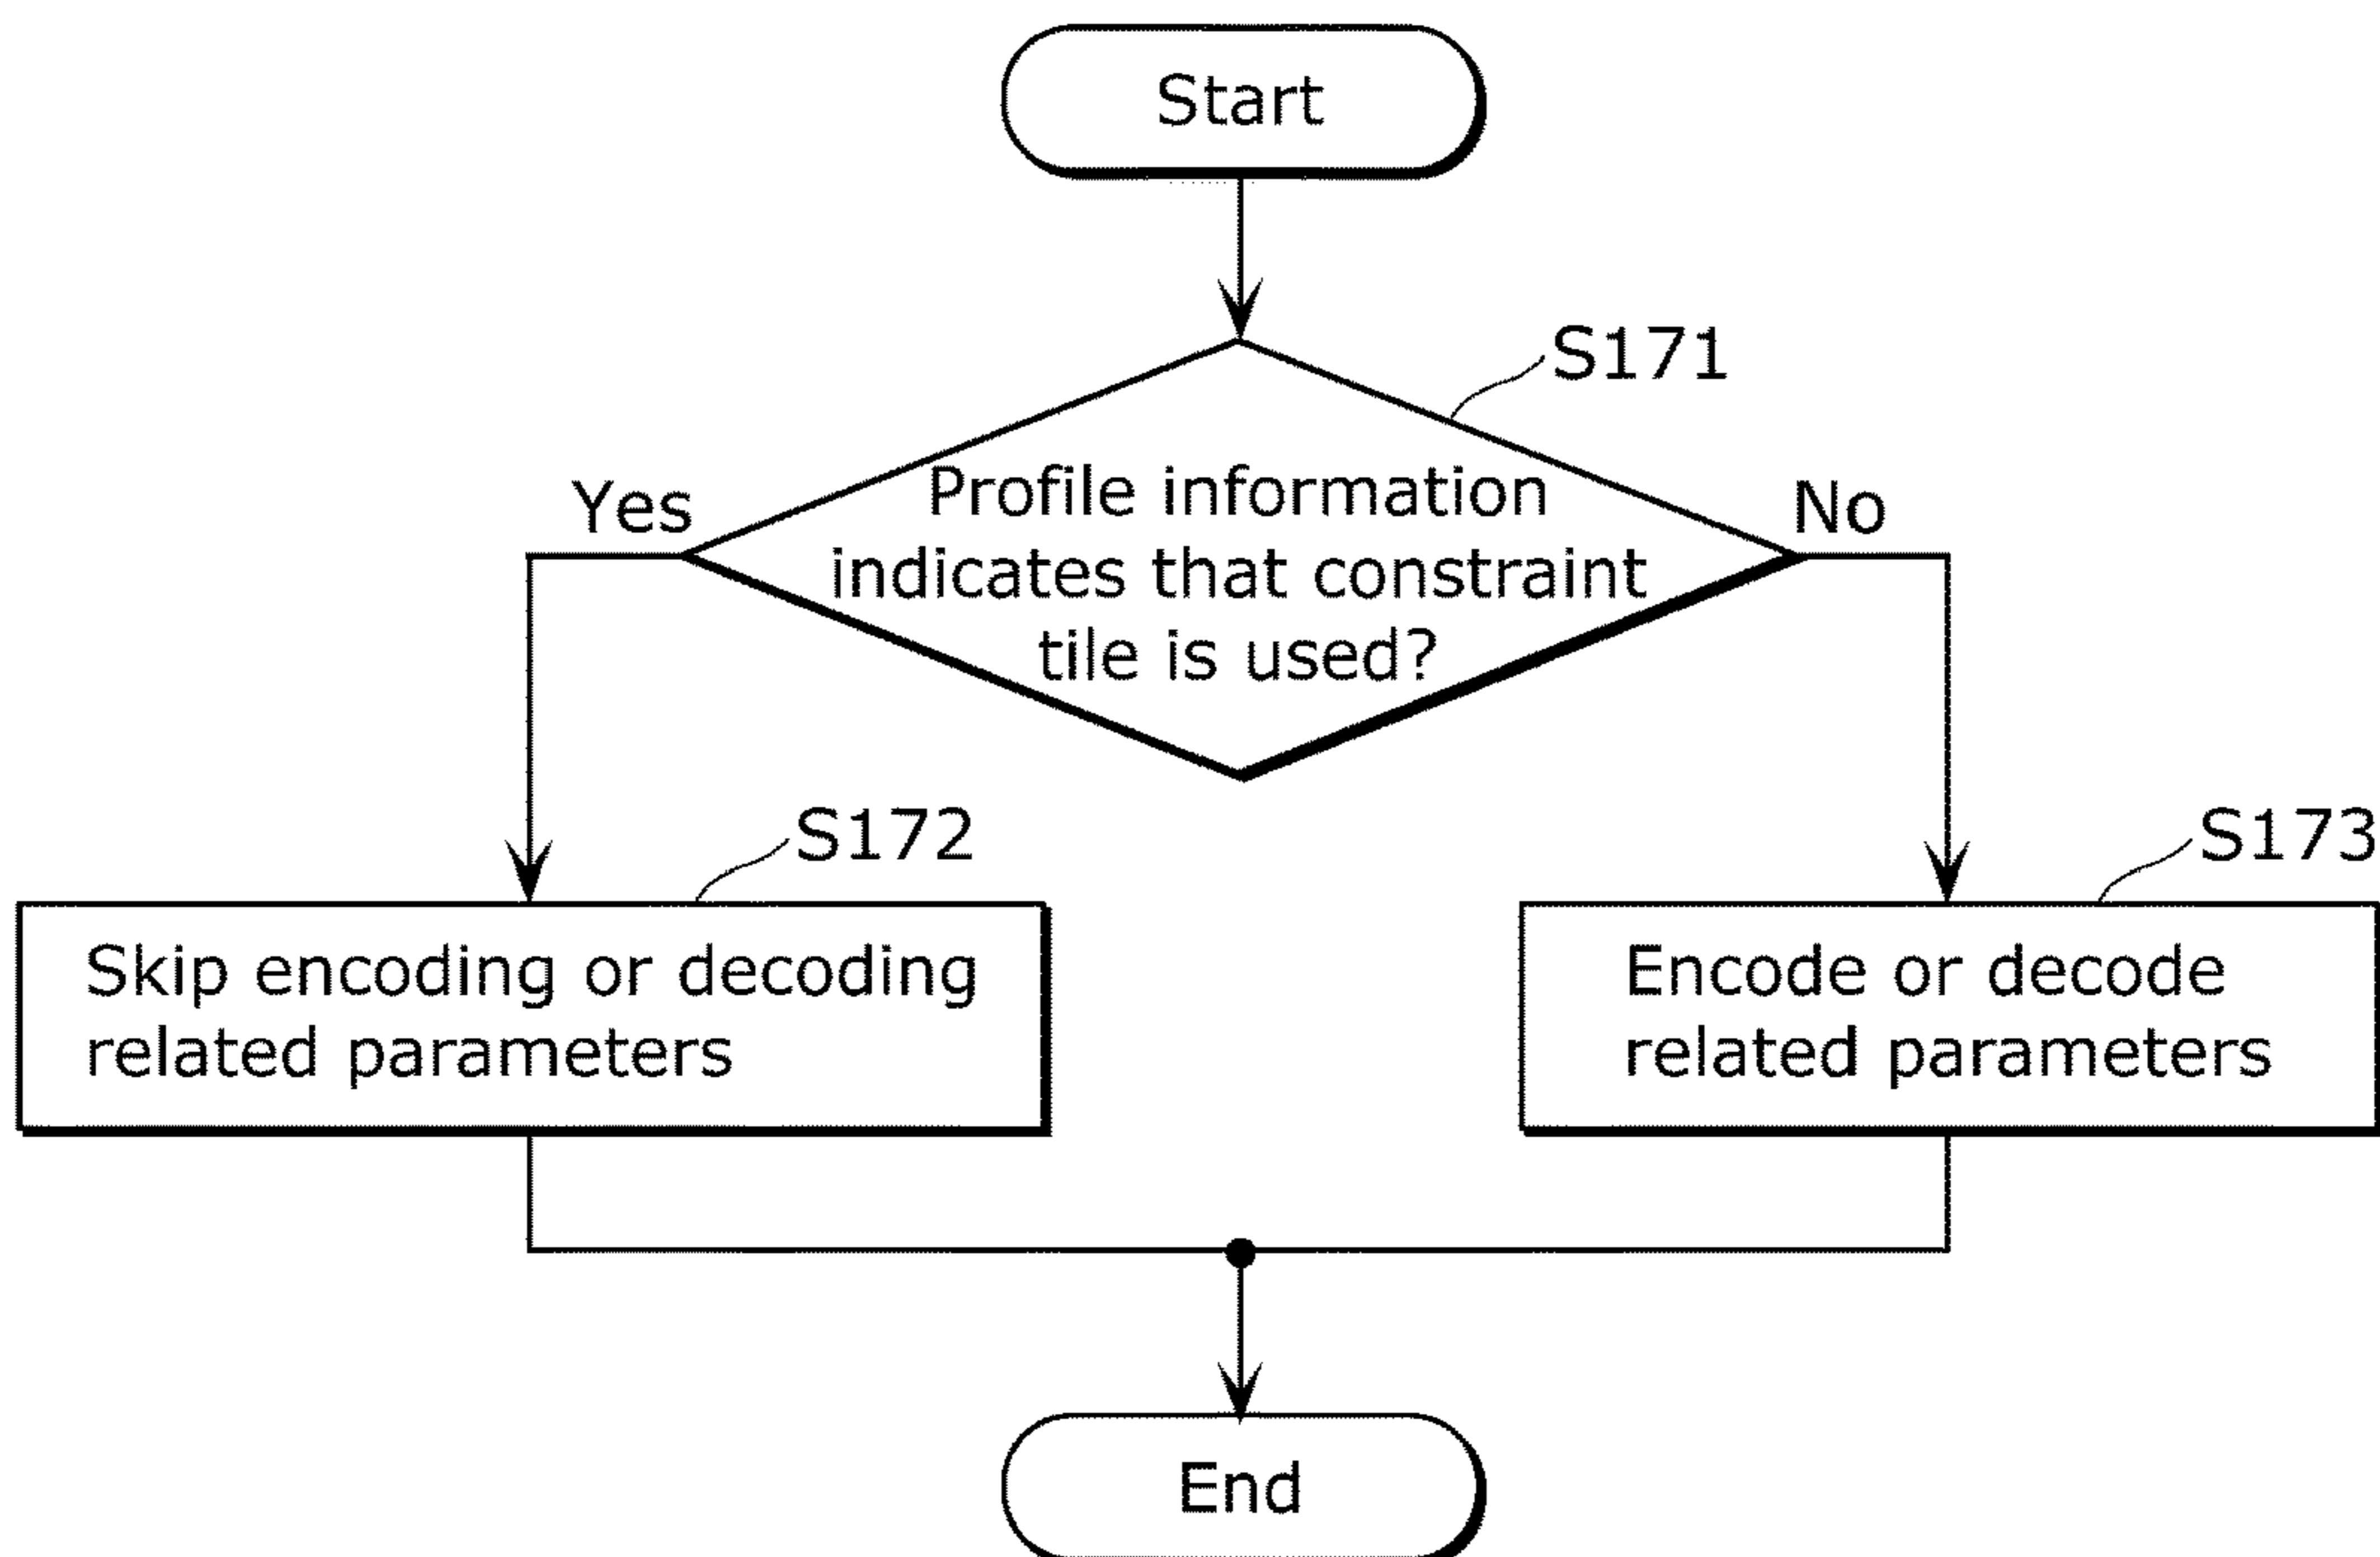 Start
S171
Profile information
indicates that constraint
tile is used?
Yes
No
S172
S173
Skip encoding or decoding
related parameters
Encode or decode
related parameters
End